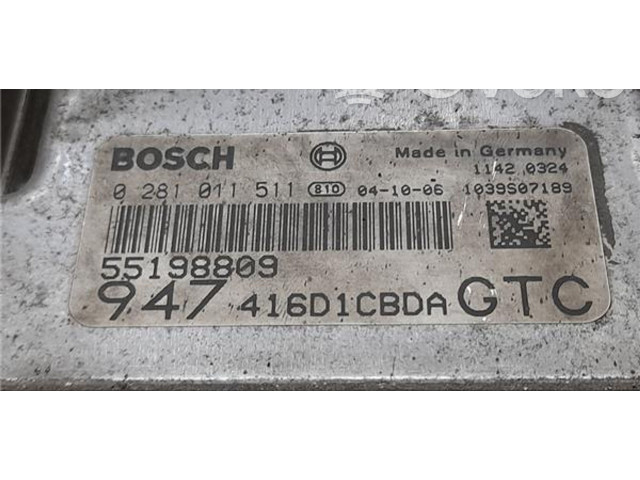 BOSCH Made in Germany
1142 0324
0 281 011 511 810 04-10-06 1039S07189
55198809
947 416D1CBDA GTC